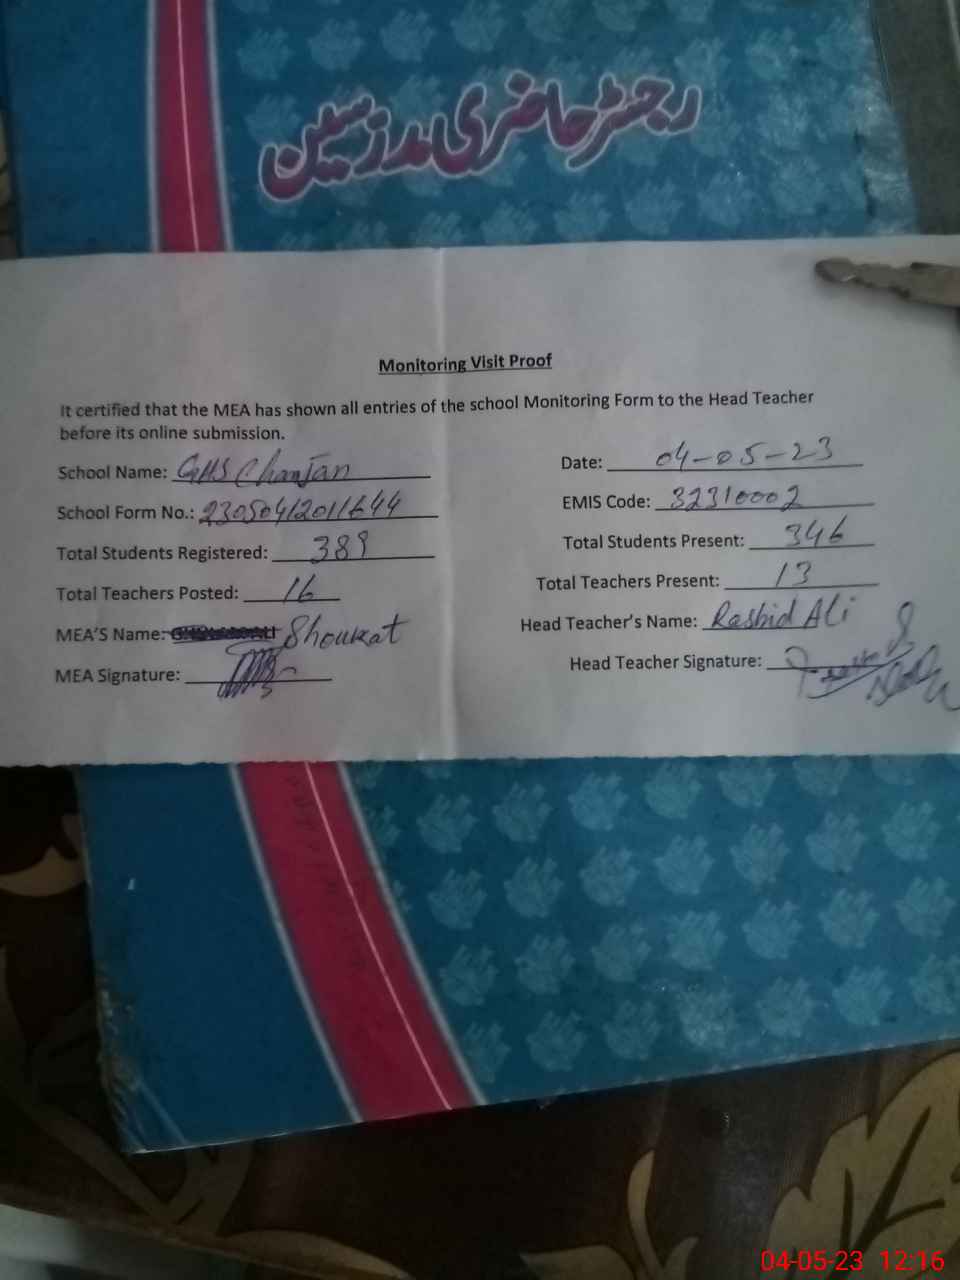 رجسٹر حاضری مدرسین
Monitoring Visit Proof
It certified that the MEA has shown all entries of the school Monitoring Form to the Head Teacher
before its online submission.
School Name: GHS Chanjan
Date: 04-05-23
School Form No.: 23050412011644
EMIS Code: 32310002
Total Students Registered: 389
Total Students Present: 346
Total Teachers Posted: 16
Total Teachers Present: 13
MEA'S Name: Shoukat
Head Teacher's Name: Rashid Ali
MEA Signature:
Head Teacher Signature:
04-05-23 12:16